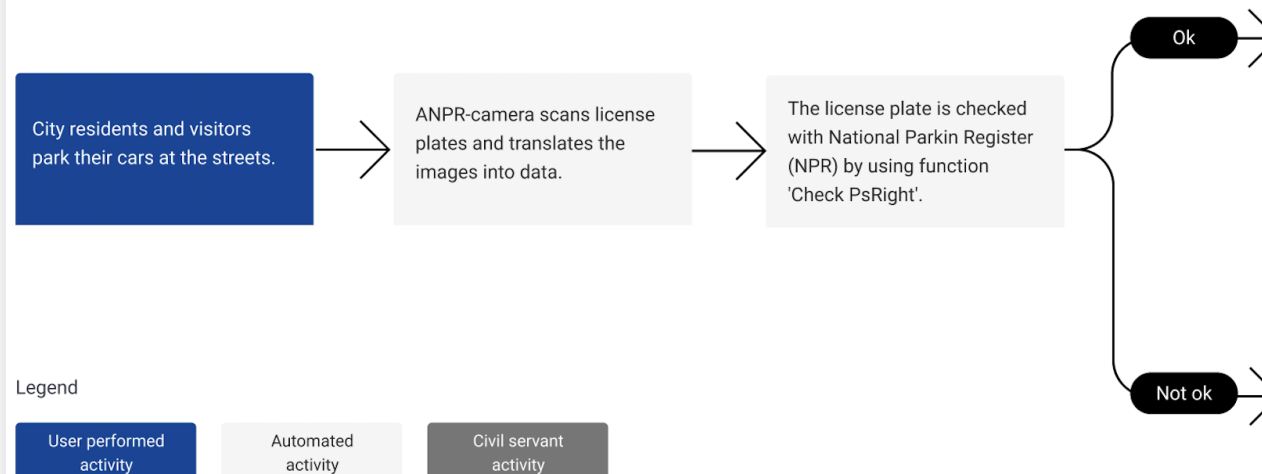 City residents and visitors
park their cars at the streets.
ANPR-camera scans license
plates and translates the
images into data.
The license plate is checked
with National Parkin Register
(NPR) by using function
'Check PsRight'.
Ok
Not ok
Legend
User performed
activity
Automated
activity
Civil servant
activity